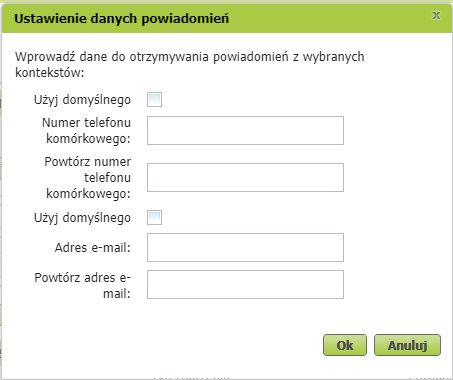 Ustawienie danych powiadomień
x
Wprowadź dane do otrzymywania powiadomień z wybranych
kontekstów:
Użyj domyślnego
Numer telefonu
komórkowego:
Powtórz numer
telefonu
komórkowego:
Użyj domyślnego
Adres e-mail:
Powtórz adres e-
mail:
Ok Anuluj